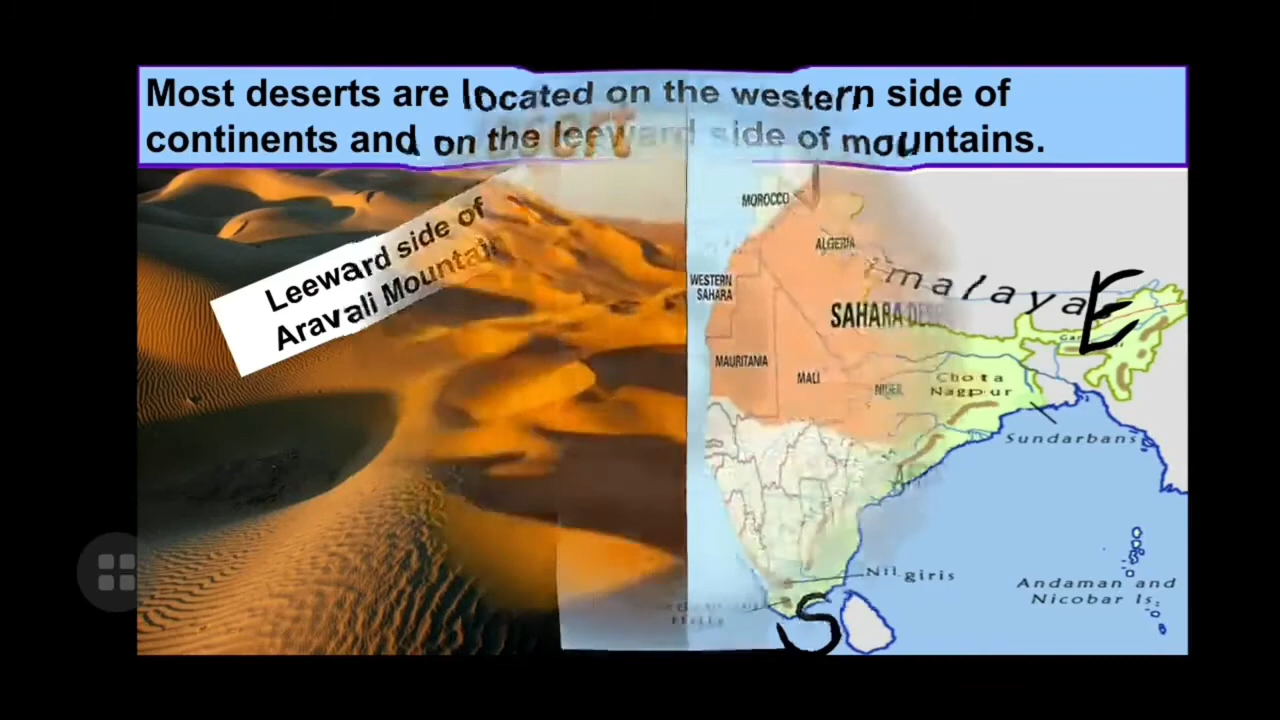 Most deserts are located on the western side of
continents and on the leeward side of mountains.
Leeward side of
Aravali Mountain
MOROCCO
ALGERIA
malaya
E
WESTERN
SAHARA
SAHARA DES
MAURITANIA
MALI
NIGER
Chota
Nagpur
Sundarbans
Nilgiris
Andaman and
Nicobar Is.
Hills
S